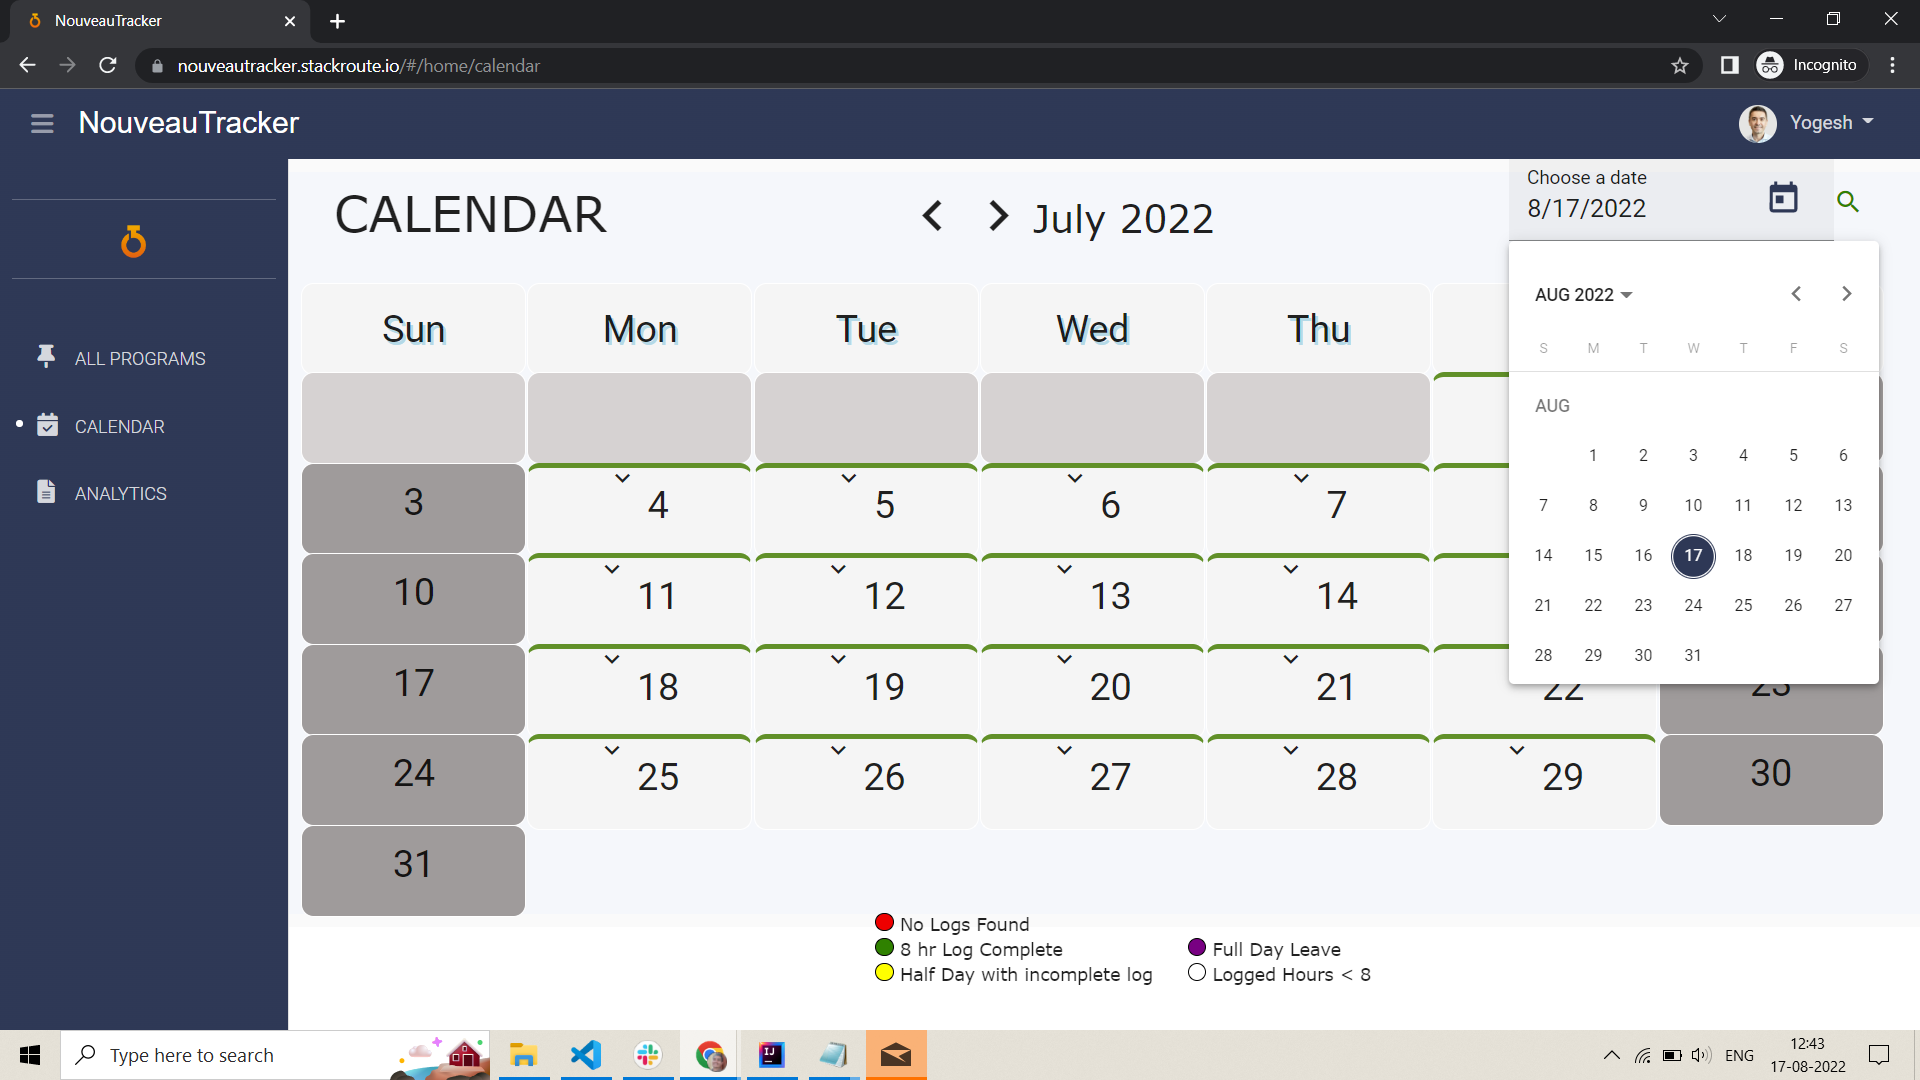 NouveauTracker
nouveautracker.stackroute.io/#/home/calendar
Incognito
NouveauTracker
Yogesh
ALL PROGRAMS
CALENDAR
ANALYTICS
CALENDAR
July 2022
Choose a date
8/17/2022
Sun Mon Tue Wed Thu
3 4 5 6 7
10 11 12 13 14
17 18 19 20 21 22 23
24 25 26 27 28 29 30
31
AUG 2022
S M T W T F S
AUG
1 2 3 4 5 6
7 8 9 10 11 12 13
14 15 16 17 18 19 20
21 22 23 24 25 26 27
28 29 30 31
No Logs Found
8 hr Log Complete
Full Day Leave
Half Day with incomplete log
Logged Hours < 8
Type here to search
IJ
ENG
12:43
17-08-2022